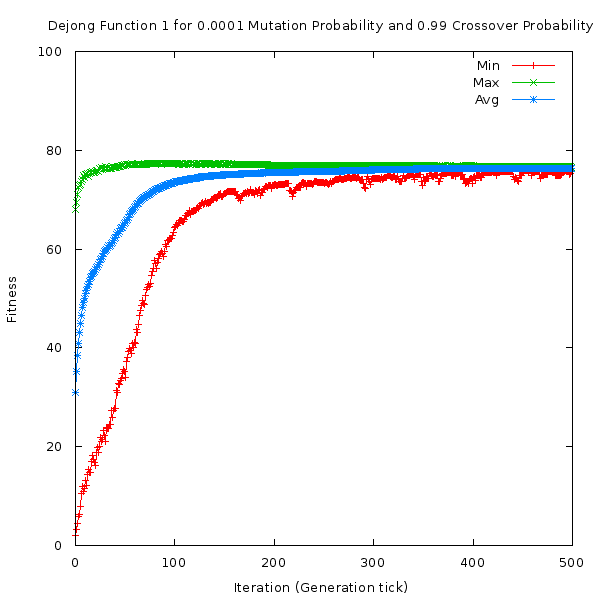 Dejong Function 1 for 0.0001 Mutation Probability and 0.99 Crossover Probability
100
80
60
40
20
0
Fitness
Min
Max
Avg
0 100 200 300 400 500
Iteration (Generation tick)